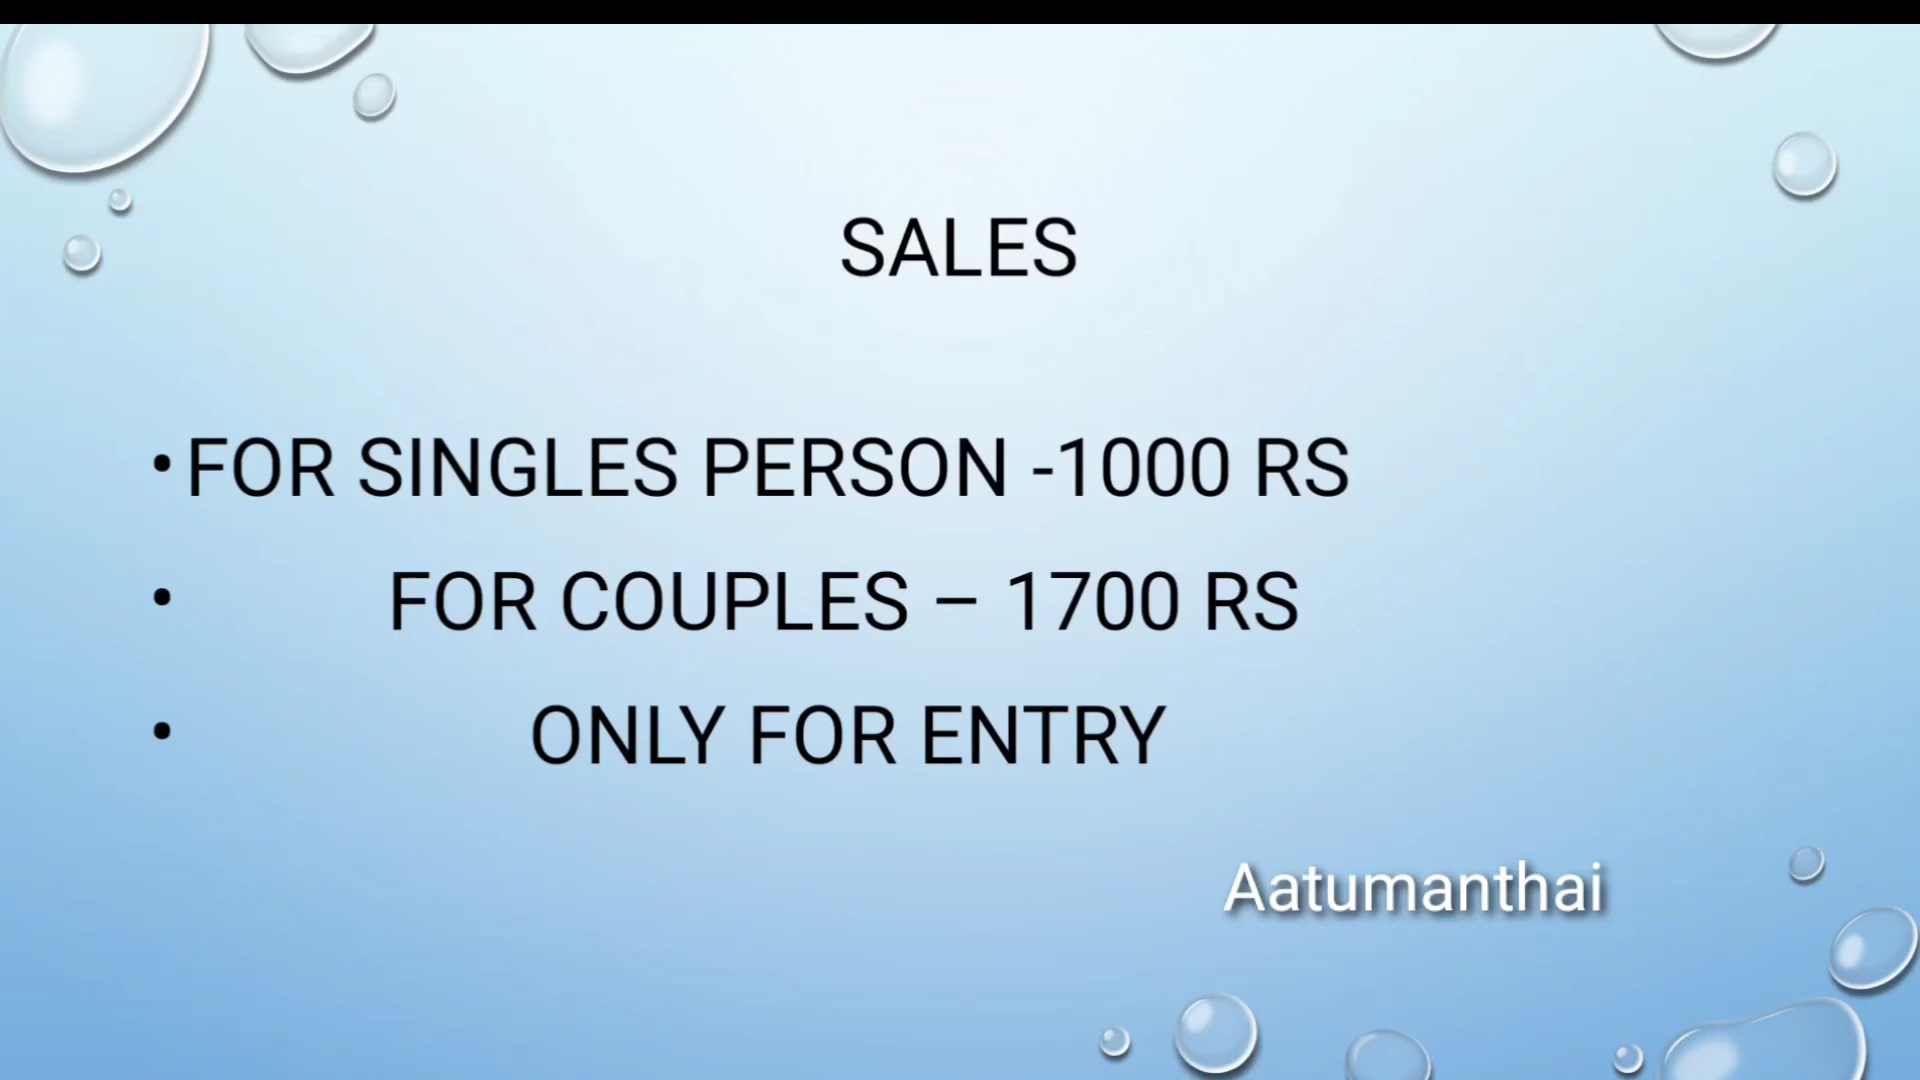 SALES
•FOR SINGLES PERSON -1000 RS
• FOR COUPLES – 1700 RS
• ONLY FOR ENTRY
Aatumanthai